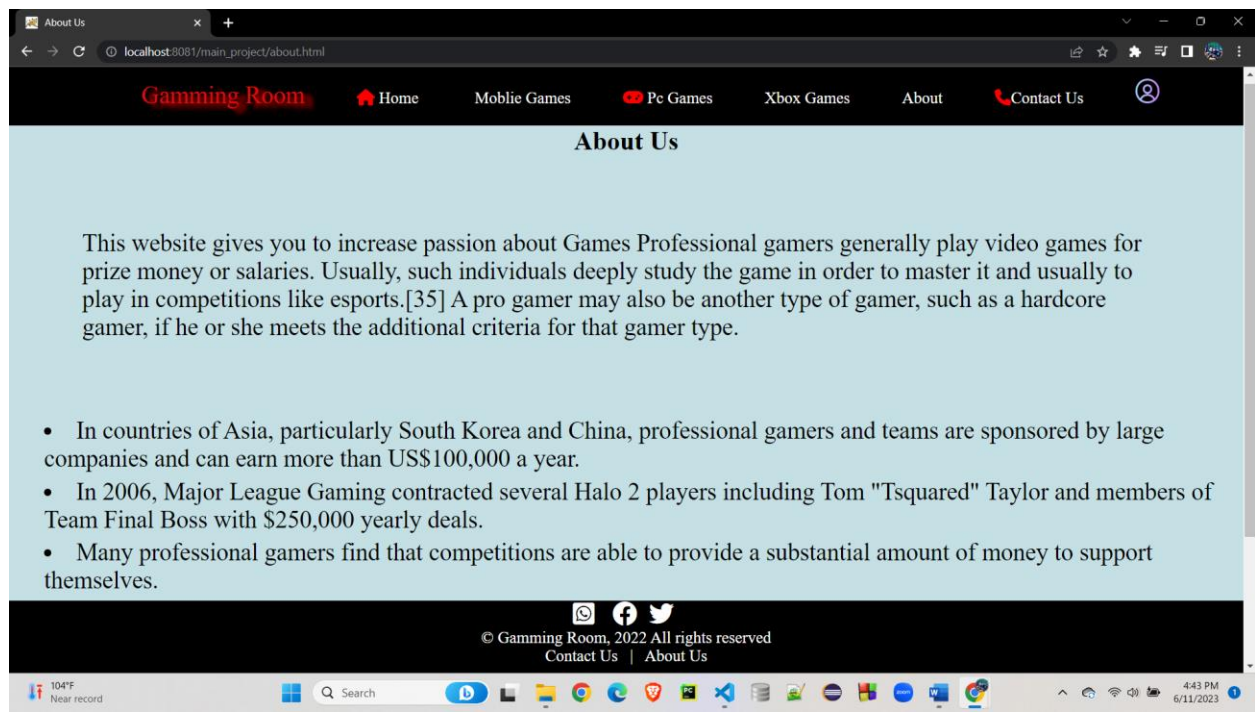 About Us
localhost:8081/main_project/about.html
Gamming Room Home Moblie Games Pc Games Xbox Games About Contact Us
About Us
This website gives you to increase passion about Games Professional gamers generally play video games for
prize money or salaries. Usually, such individuals deeply study the game in order to master it and usually to
play in competitions like esports.[35] A pro gamer may also be another type of gamer, such as a hardcore
gamer, if he or she meets the additional criteria for that gamer type.
• In countries of Asia, particularly South Korea and China, professional gamers and teams are sponsored by large
companies and can earn more than US$100,000 a year.
• In 2006, Major League Gaming contracted several Halo 2 players including Tom "Tsquared" Taylor and members of
Team Final Boss with $250,000 yearly deals.
• Many professional gamers find that competitions are able to provide a substantial amount of money to support
themselves.
© Gamming Room, 2022 All rights reserved
Contact Us | About Us
104°F
Near record
Search
4:43 PM
6/11/2023